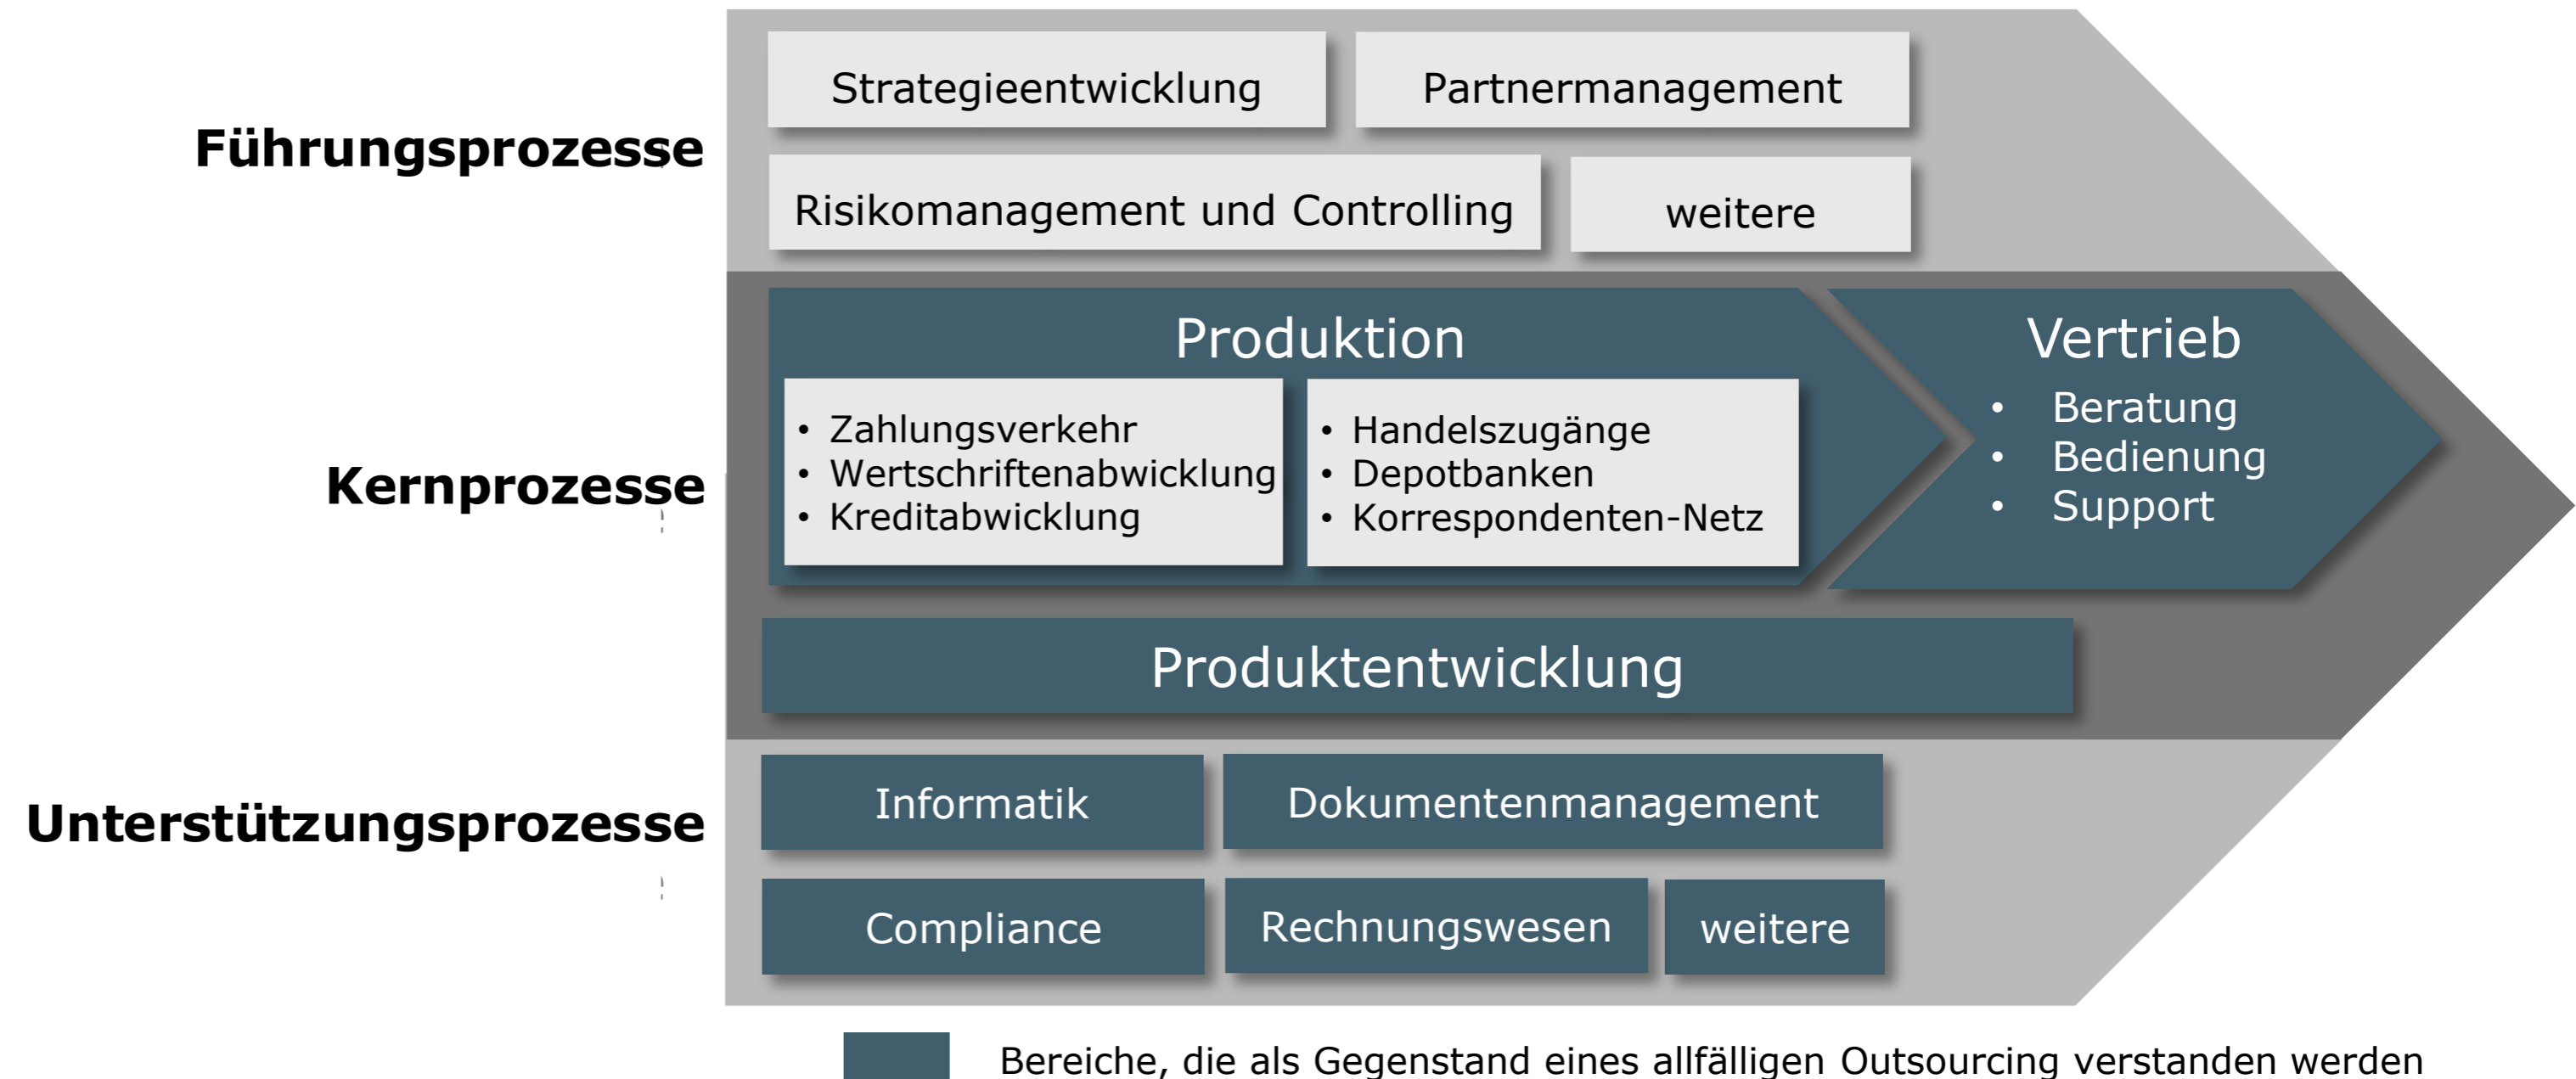 Führungsprozesse
Strategieentwicklung
Partnermanagement
Risikomanagement und Controlling
weitere
Kernprozesse
Produktion
• Zahlungsverkehr
• Wertschriftenabwicklung
• Kreditabwicklung
• Handelszugänge
• Depotbanken
• Korrespondenten-Netz
Vertrieb
• Beratung
• Bedienung
• Support
Produktentwicklung
Unterstützungsprozesse
Informatik
Dokumentenmanagement
Compliance
Rechnungswesen
weitere
Bereiche, die als Gegenstand eines allfälligen Outsourcing verstanden werden